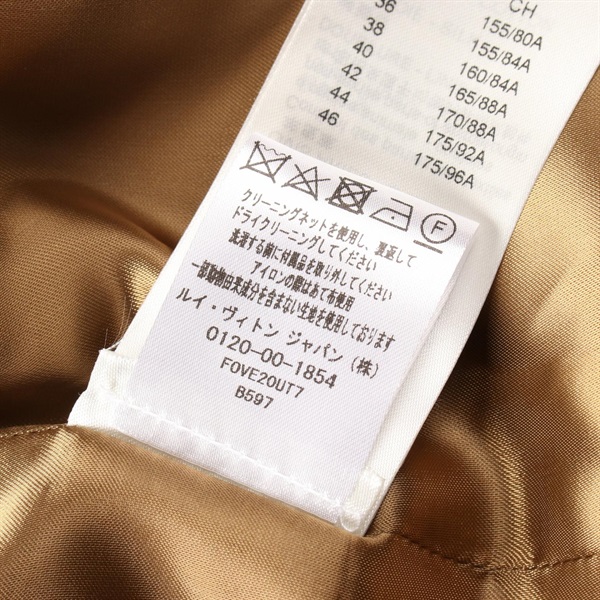 CH
36 155/80A
38 155/84A
40 160/84A
42 165/88A
44 170/88A
46 175/92A
175/96A
F
クリーニングネットを使用し、裏返して
ドライクリーニングしてください
洗濯する前に付属品を取り外してください
アイロンの際はあて布使用
一部動物由来成分を含まない生地を使用しております
ルイ・ヴィトン ジャパン (株)
0120-00-1854
F0VE20UT7
B597